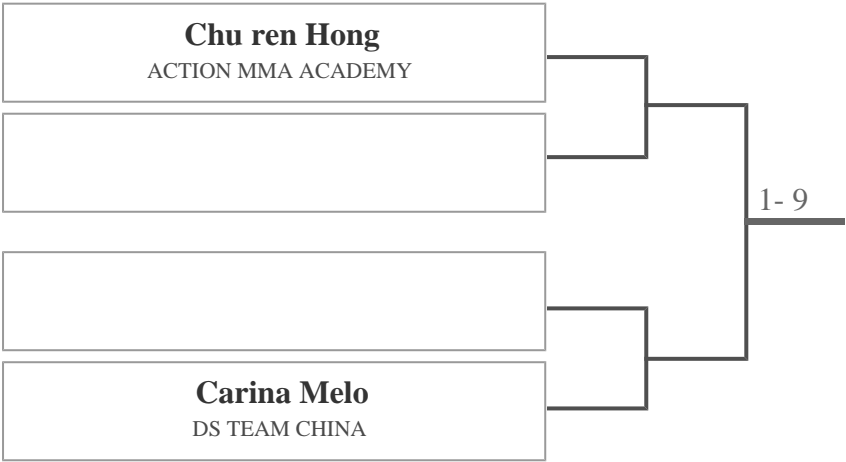 Chu ren Hong
ACTION MMA ACADEMY
1- 9
Carina Melo
DS TEAM CHINA